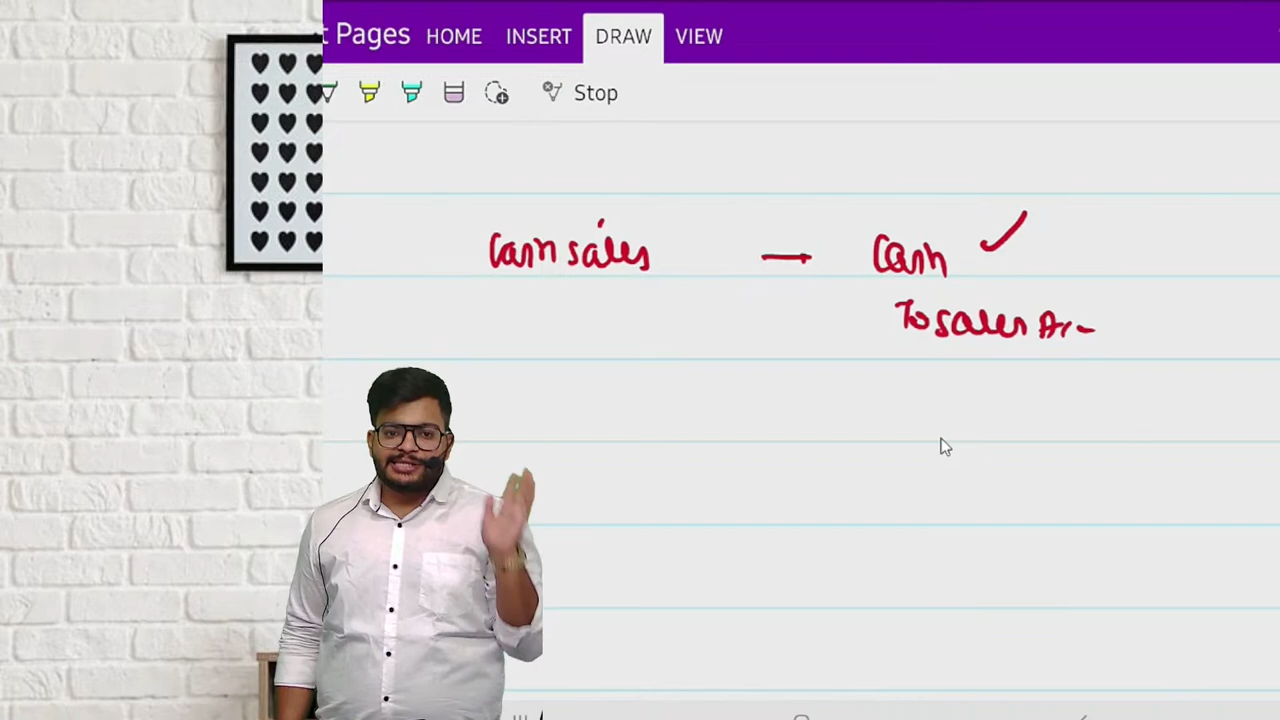 t Pages HOME INSERT DRAW VIEW
Stop
Cash sales — Cash ✓
To sales A/c